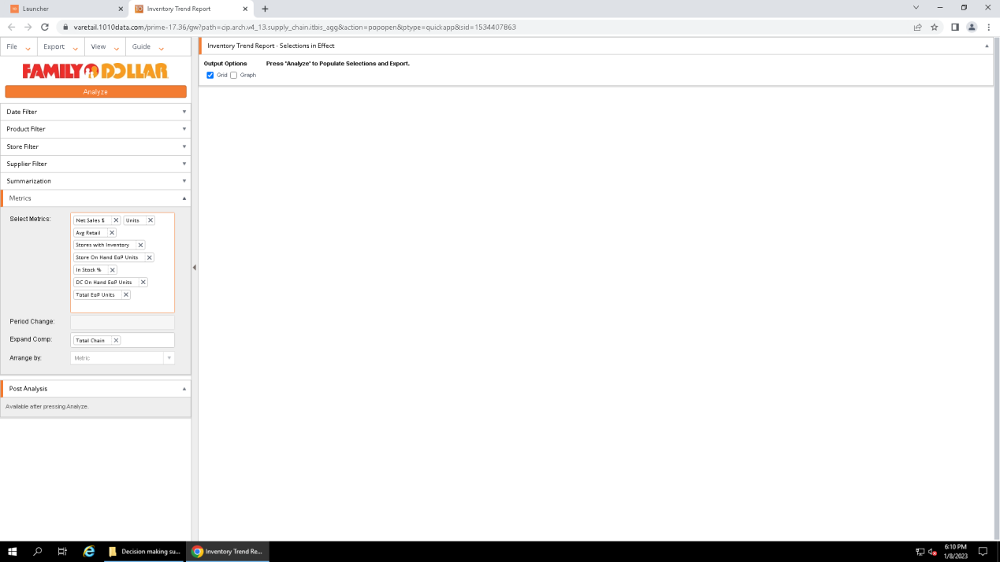 Launcher
Inventory Trend Report
varetail.1010data.com/prime-17.36/gw?path=cip.arch.v4_13.supply_chain.itbis_agg&action=popopen&ptype=quickapp&sid=1534407863
File Export View Guide
FAMILY DOLLAR
Analyze
Date Filter
Product Filter
Store Filter
Supplier Filter
Summarization
Metrics
Select Metrics:
Net Sales $
Units
Avg Retail
Stores with Inventory
Store On Hand EoP Units
In Stock %
DC On Hand EoP Units
Total EoP Units
Period Change:
Expand Comp: Total Chain
Arrange by: Metric
Post Analysis
Available after pressing Analyze.
Inventory Trend Report - Selections in Effect
Output Options Press 'Analyze' to Populate Selections and Export.
Grid Graph
Decision making su...
Inventory Trend Re...
6:10 PM
1/8/2023